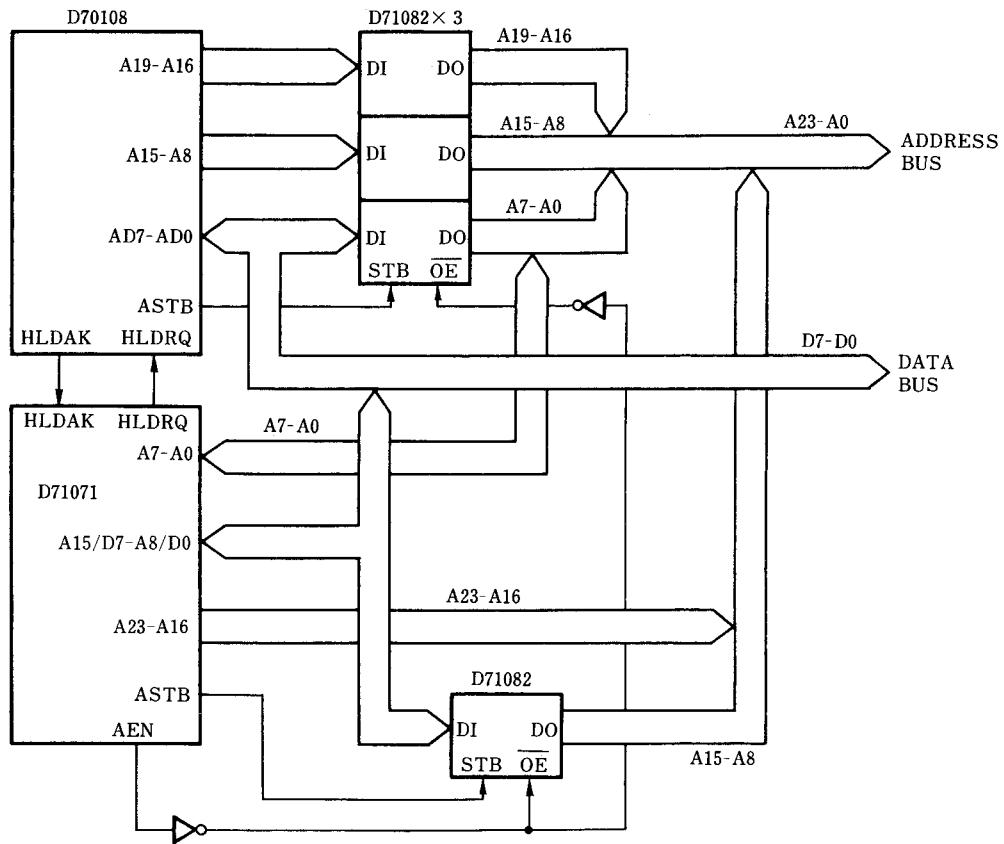 D70108
D71082×3
A19-A16
A19-A16
DI
DO
A15-A8
A23-A0
A15-A8
DI
DO
ADDRESS
BUS
A7-A0
AD7-AD0
DI
DO
STB
OE
ASTB
HLDAK
HLDRQ
D7-D0
DATA
BUS
HLDAK
HLDRQ
A7-A0
A7-A0
D71071
A15/D7-A8/D0
A23-A16
A23-A16
D71082
ASTB
DI
DO
AEN
STB
OE
A15-A8